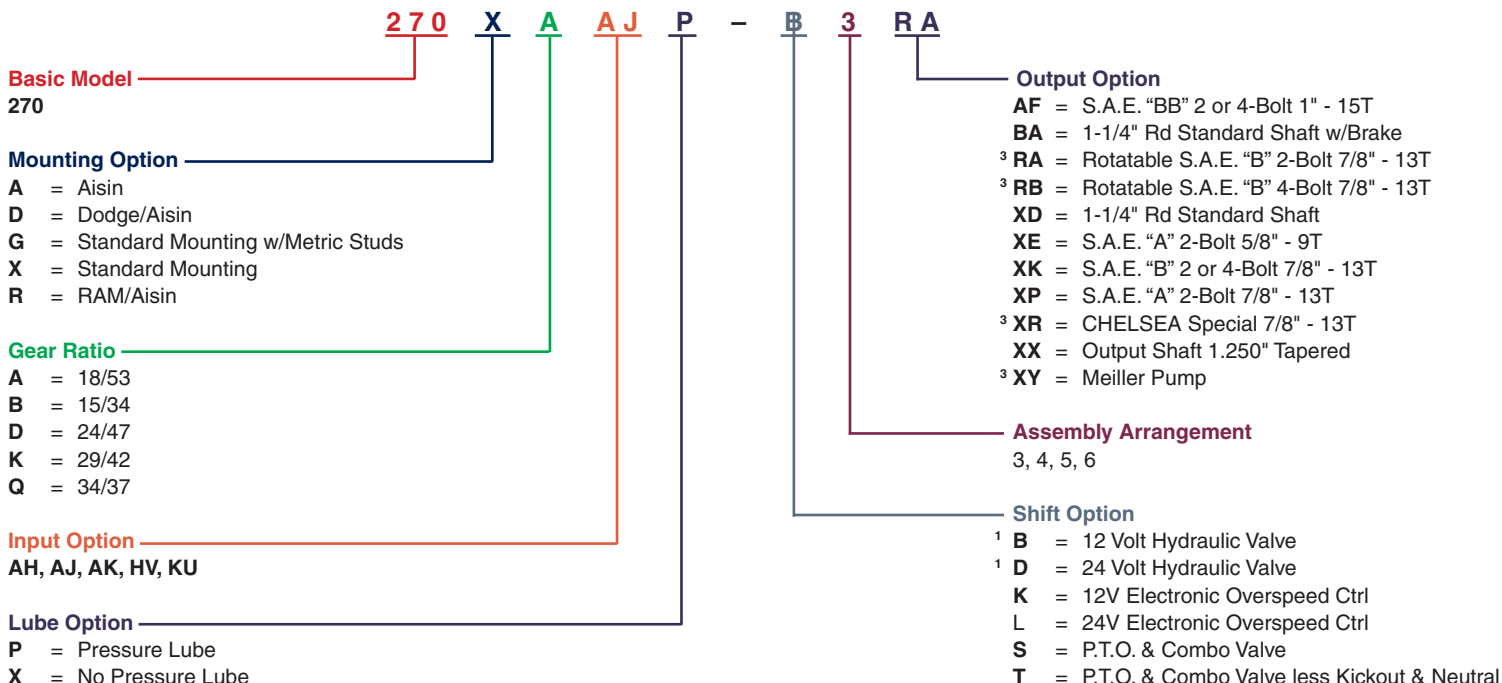 270 X A AJ P – B 3 RA
Basic Model
270
Mounting Option
A = Aisin
D = Dodge/Aisin
G = Standard Mounting w/Metric Studs
X = Standard Mounting
R = RAM/Aisin
Gear Ratio
A = 18/53
B = 15/34
D = 24/47
K = 29/42
Q = 34/37
Input Option
AH, AJ, AK, HV, KU
Lube Option
P = Pressure Lube
X = No Pressure Lube
Output Option
AF = S.A.E. “BB” 2 or 4-Bolt 1" - 15T
BA = 1-1/4" Rd Standard Shaft w/Brake
³ RA = Rotatable S.A.E. “B” 2-Bolt 7/8" - 13T
³ RB = Rotatable S.A.E. “B” 4-Bolt 7/8" - 13T
XD = 1-1/4" Rd Standard Shaft
XE = S.A.E. “A” 2-Bolt 5/8" - 9T
XK = S.A.E. “B” 2 or 4-Bolt 7/8" - 13T
XP = S.A.E. “A” 2-Bolt 7/8" - 13T
³ XR = CHELSEA Special 7/8" - 13T
XX = Output Shaft 1.250" Tapered
³ XY = Meiller Pump
Assembly Arrangement
3, 4, 5, 6
Shift Option
¹ B = 12 Volt Hydraulic Valve
¹ D = 24 Volt Hydraulic Valve
K = 12V Electronic Overspeed Ctrl
L = 24V Electronic Overspeed Ctrl
S = P.T.O. & Combo Valve
T = P.T.O. & Combo Valve less Kickout & Neutral